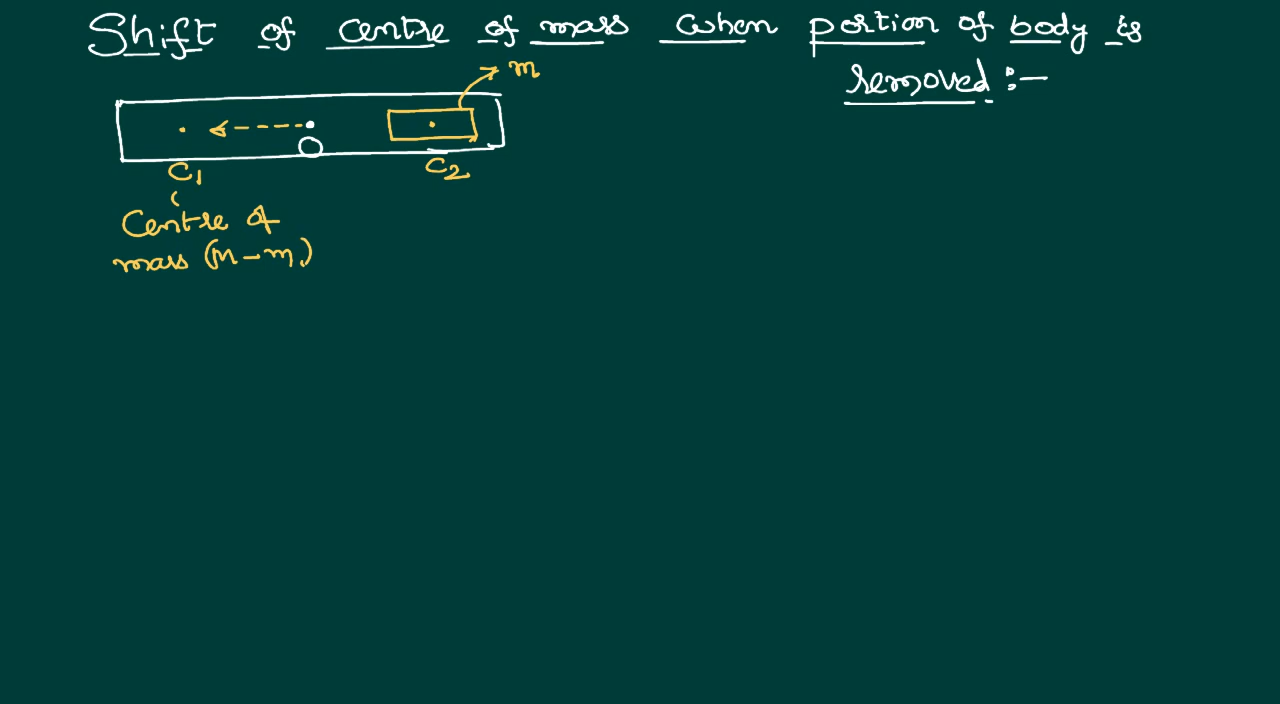 Shift of centre of mass when portion of body is
removed :-
m
O
C1
C2
Centre of
mass (M-m)